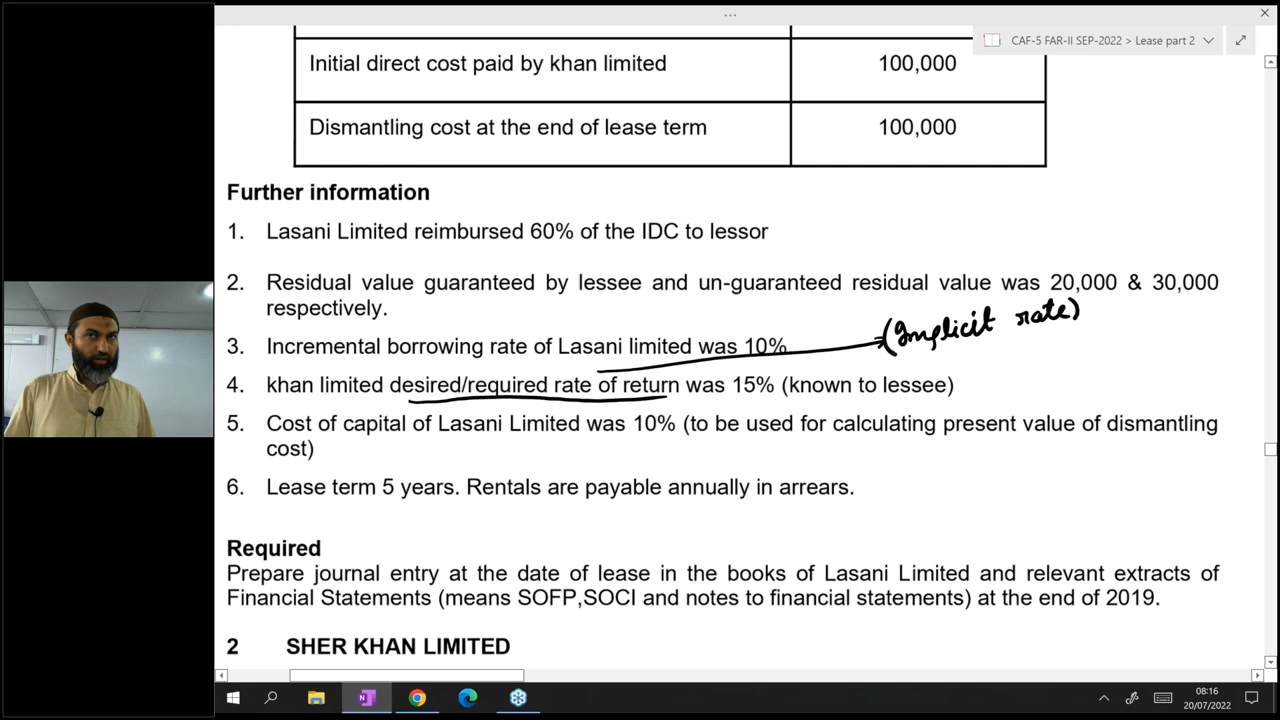 CAF-5 FAR-II SEP-2022 > Lease part 2
Initial direct cost paid by khan limited 100,000
Dismantling cost at the end of lease term 100,000
Further information
1. Lasani Limited reimbursed 60% of the IDC to lessor
2. Residual value guaranteed by lessee and un-guaranteed residual value was 20,000 & 30,000
respectively.
(Implicit rate)
3. Incremental borrowing rate of Lasani limited was 10%
4. khan limited desired/required rate of return was 15% (known to lessee)
5. Cost of capital of Lasani Limited was 10% (to be used for calculating present value of dismantling
cost)
6. Lease term 5 years. Rentals are payable annually in arrears.
Required
Prepare journal entry at the date of lease in the books of Lasani Limited and relevant extracts of
Financial Statements (means SOFP,SOCI and notes to financial statements) at the end of 2019.
2 SHER KHAN LIMITED
08:16
20/07/2022